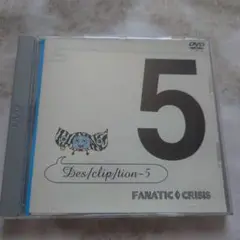 DVD
5
Des/clip/tion-5
FANATIC◇CRISIS